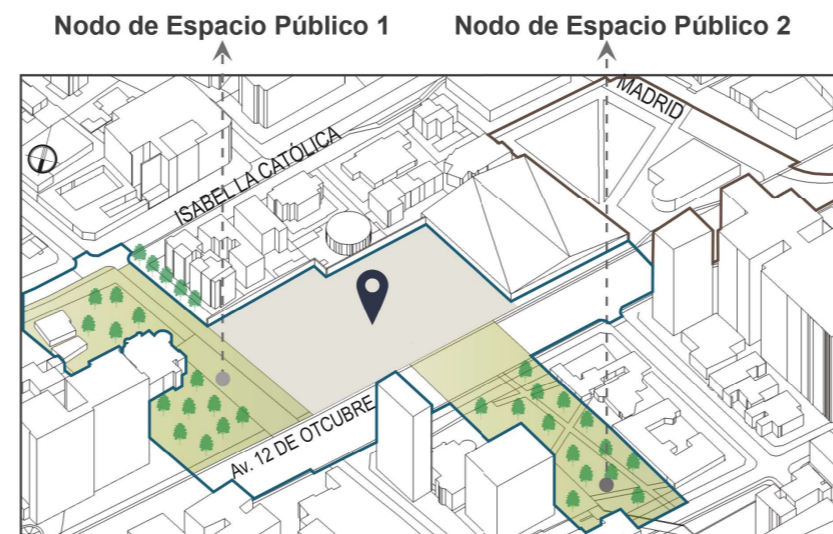 Nodo de Espacio Público 1
Nodo de Espacio Público 2
MADRID
ISABEL LA CATÓLICA
Av. 12 DE OTCUBRE